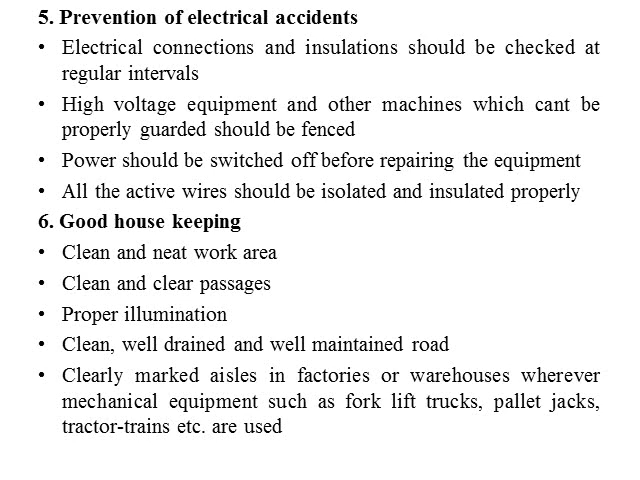 5. Prevention of electrical accidents
• Electrical connections and insulations should be checked at
regular intervals
• High voltage equipment and other machines which cant be
properly guarded should be fenced
• Power should be switched off before repairing the equipment
• All the active wires should be isolated and insulated properly
6. Good house keeping
• Clean and neat work area
• Clean and clear passages
• Proper illumination
• Clean, well drained and well maintained road
• Clearly marked aisles in factories or warehouses wherever
mechanical equipment such as fork lift trucks, pallet jacks,
tractor-trains etc. are used